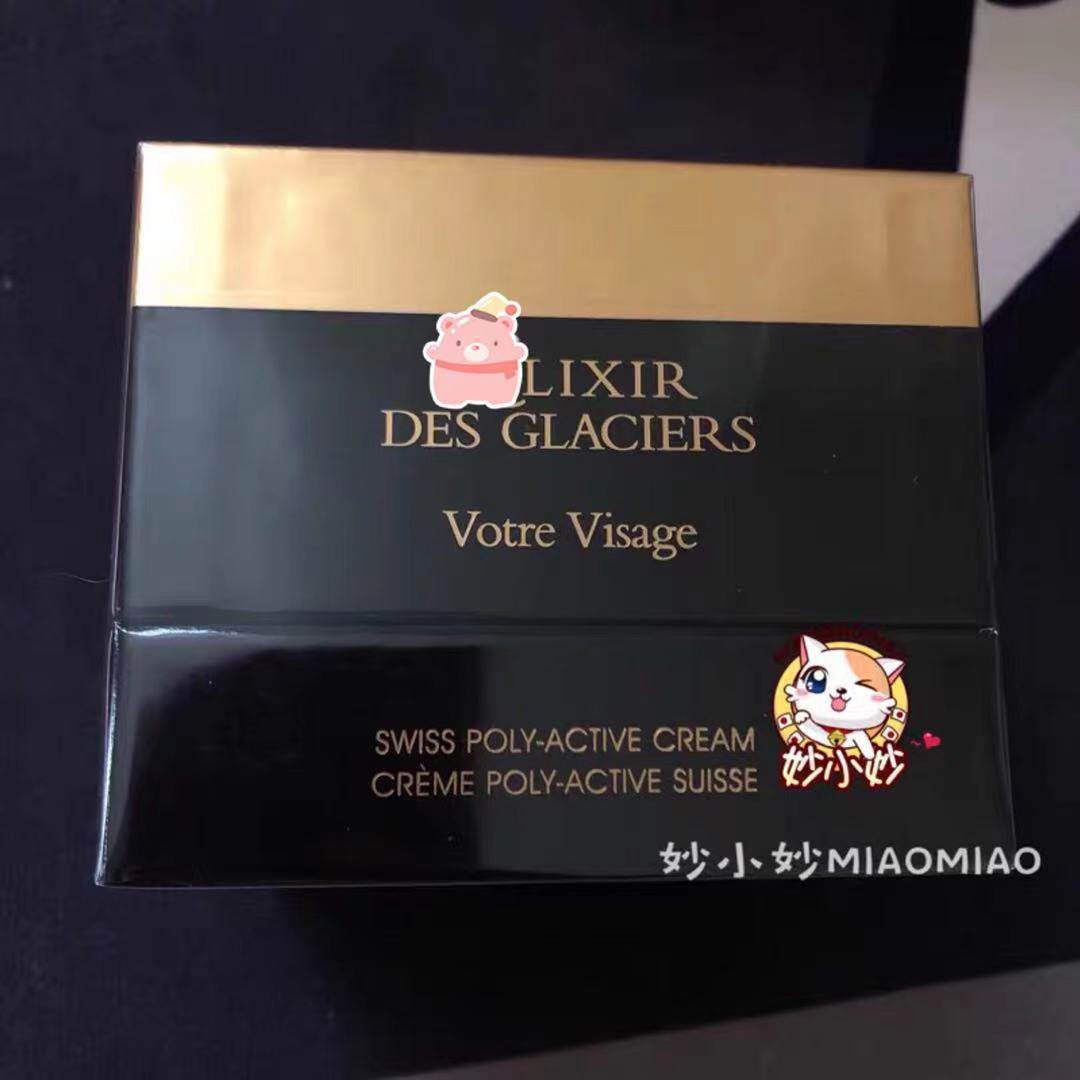 LIXIR
DES GLACIERS
Votre Visage
SWISS POLY-ACTIVE CREAM
CRÈME POLY-ACTIVE SUISSE
妙小妙
妙小妙MIAOMIAO